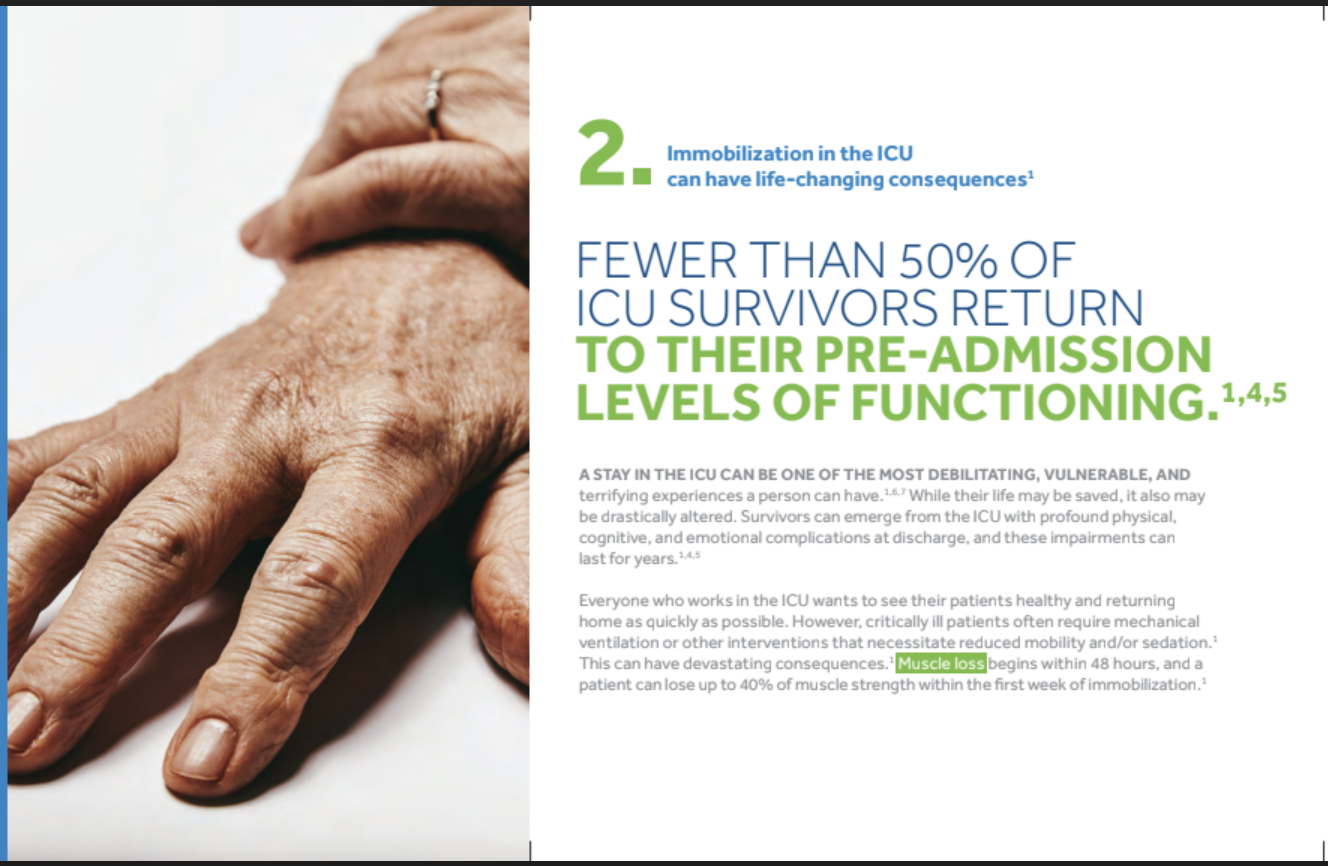 2.
Immobilization in the ICU
can have life-changing consequences¹
FEWER THAN 50% OF
ICU SURVIVORS RETURN
TO THEIR PRE-ADMISSION
LEVELS OF FUNCTIONING.¹,⁴,⁵
A STAY IN THE ICU CAN BE ONE OF THE MOST DEBILITATING, VULNERABLE, AND
terrifying experiences a person can have.¹,⁶,⁷ While their life may be saved, it also may
be drastically altered. Survivors can emerge from the ICU with profound physical,
cognitive, and emotional complications at discharge, and these impairments can
last for years.¹,⁴,⁵
Everyone who works in the ICU wants to see their patients healthy and returning
home as quickly as possible. However, critically ill patients often require mechanical
ventilation or other interventions that necessitate reduced mobility and/or sedation.¹
This can have devastating consequences.¹ Muscle loss begins within 48 hours, and a
patient can lose up to 40% of muscle strength within the first week of immobilization.¹